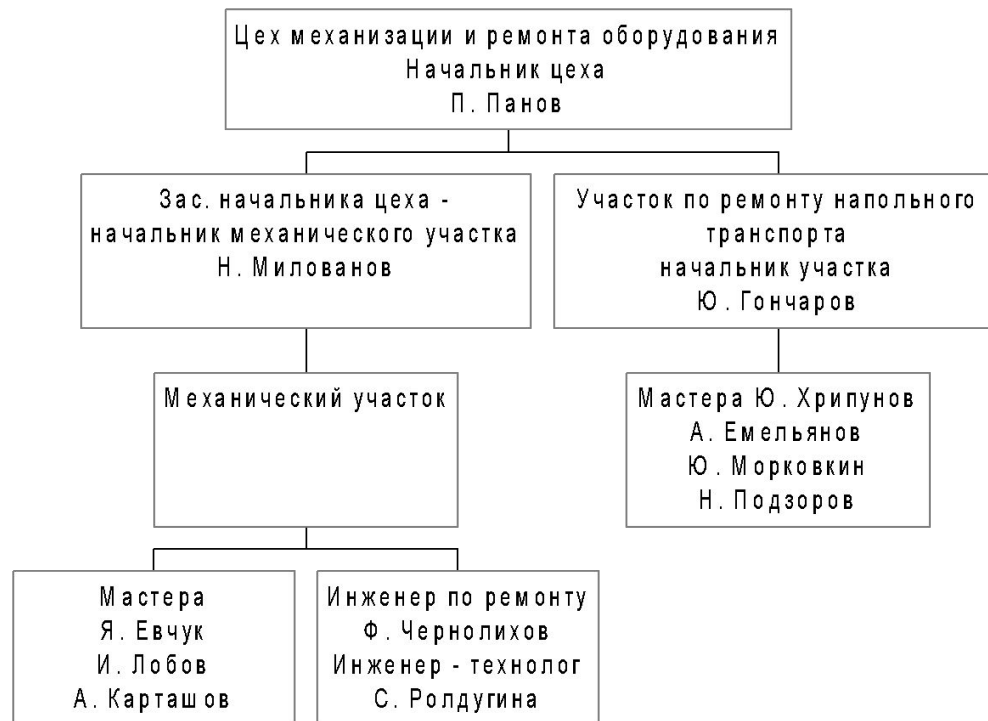 Цех механизации и ремонта оборудования
Начальник цеха
П. Панов
Зас. начальника цеха -
начальник механического участка
Н. Милованов
Участок по ремонту напольного
транспорта
начальник участка
Ю. Гончаров
Механический участок
Мастера Ю. Хрипунов
А. Емельянов
Ю. Морковкин
Н. Подзоров
Мастера
Я. Евчук
И. Лобов
А. Карташов
Инженер по ремонту
Ф. Чернолихов
Инженер - технолог
С. Ролдугина